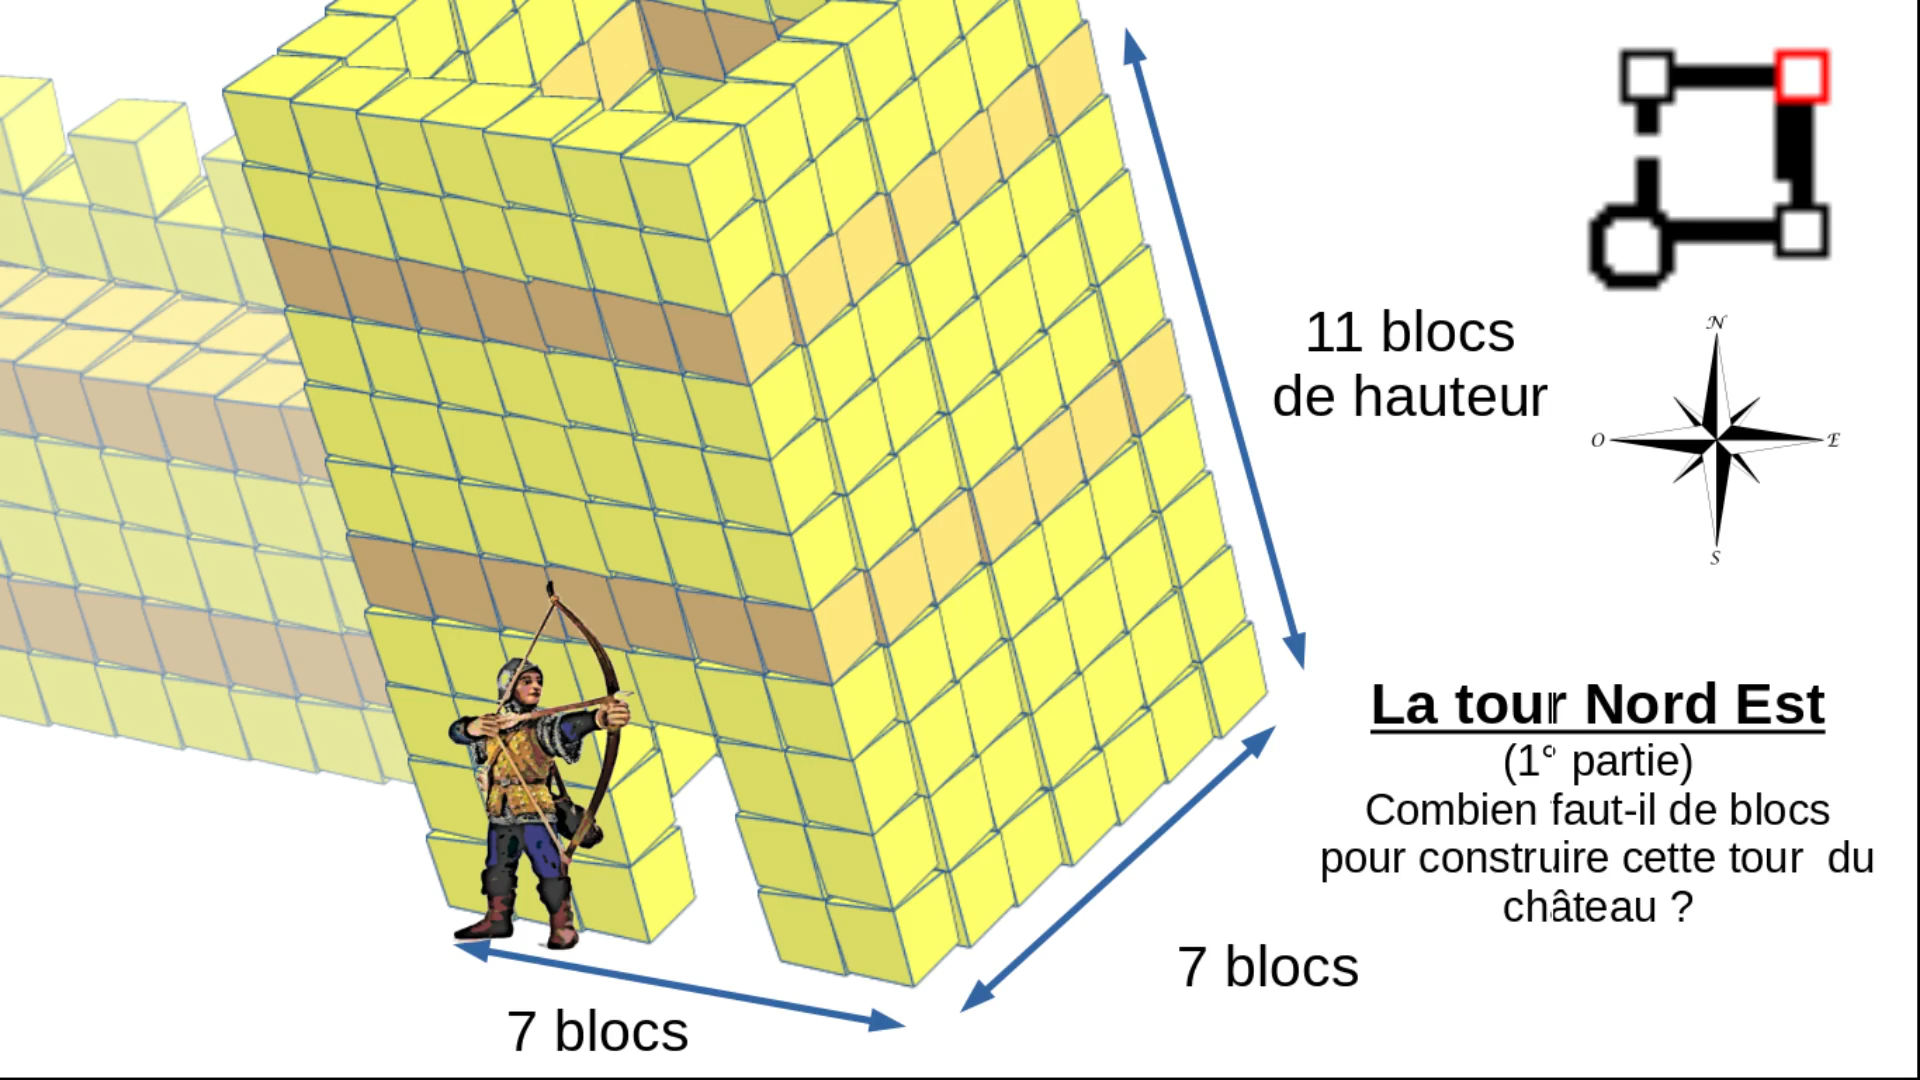 11 blocs
de hauteur
N
O
E
S
La tour Nord Est
(1° partie)
Combien faut-il de blocs
pour construire cette tour du
château ?
7 blocs
7 blocs